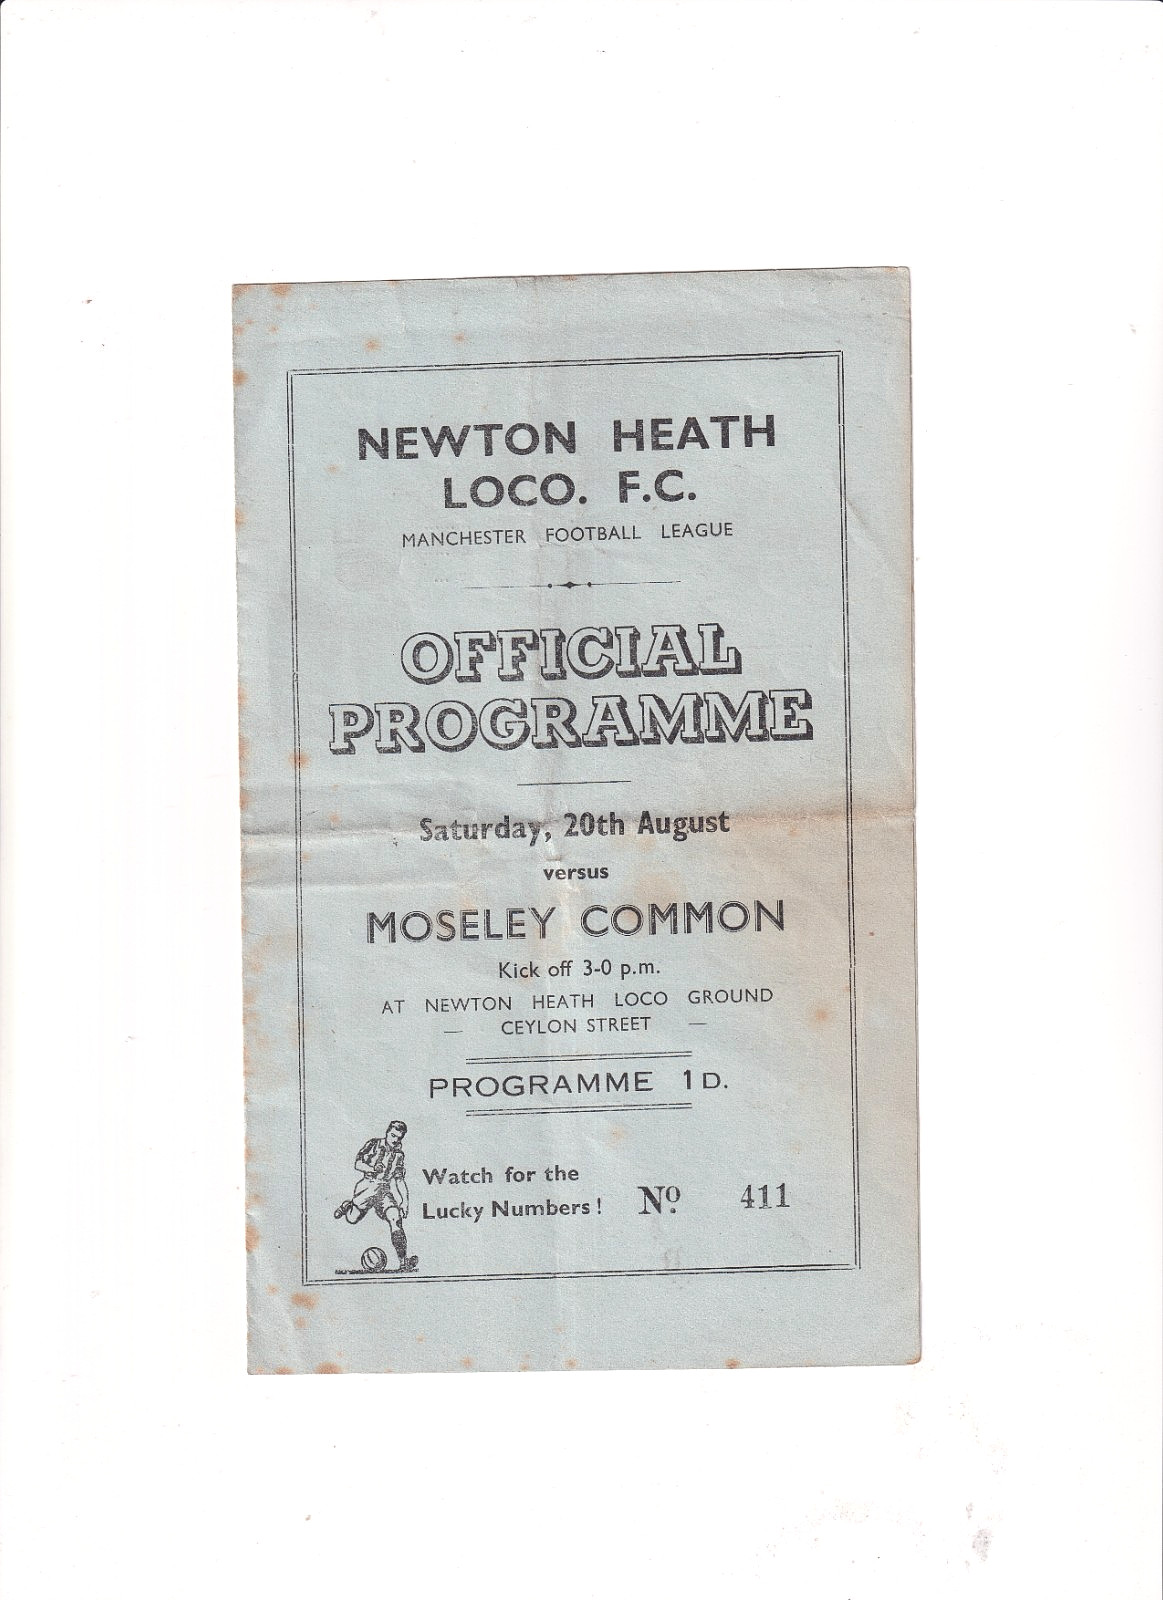 NEWTON HEATH
LOCO. F.C.
MANCHESTER FOOTBALL LEAGUE
OFFICIAL
PROGRAMME
Saturday, 20th August
versus
MOSELEY COMMON
Kick off 3-0 p.m.
AT NEWTON HEATH LOCO GROUND
— CEYLON STREET —
PROGRAMME 1D.
Watch for the
Lucky Numbers! Nº 411